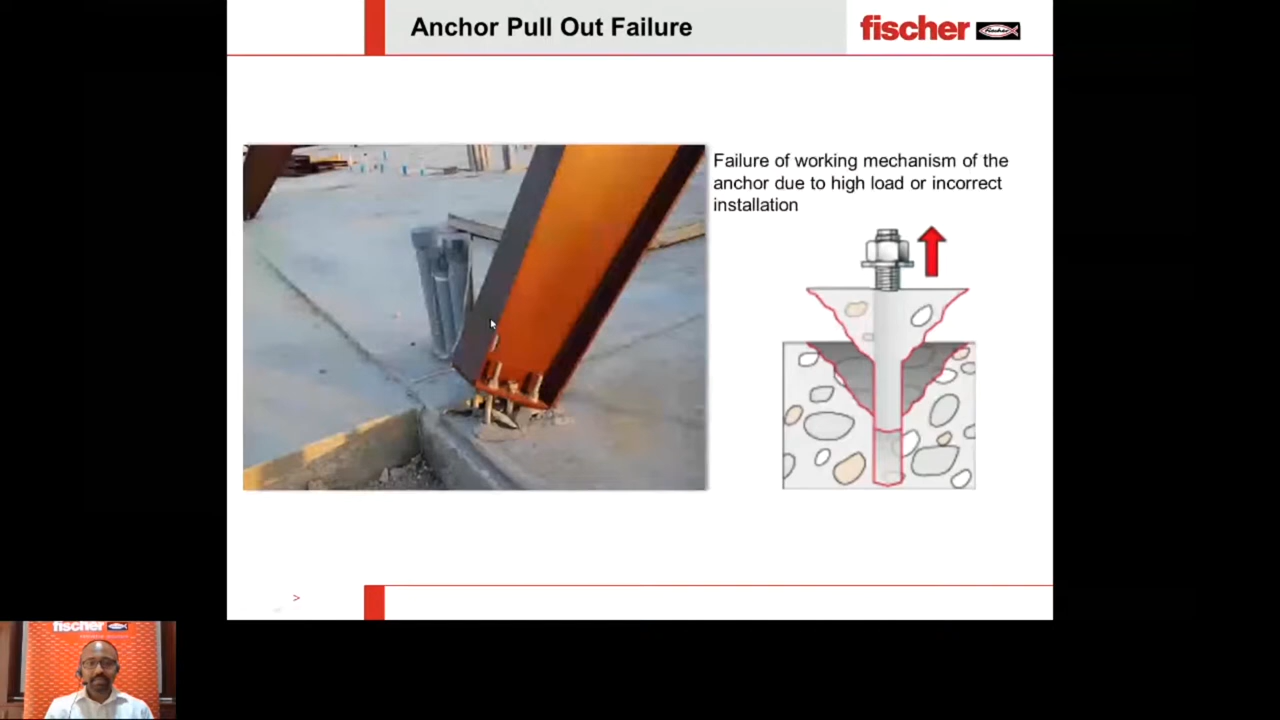 Anchor Pull Out Failure
fischer
Failure of working mechanism of the
anchor due to high load or incorrect
installation
>
fischer